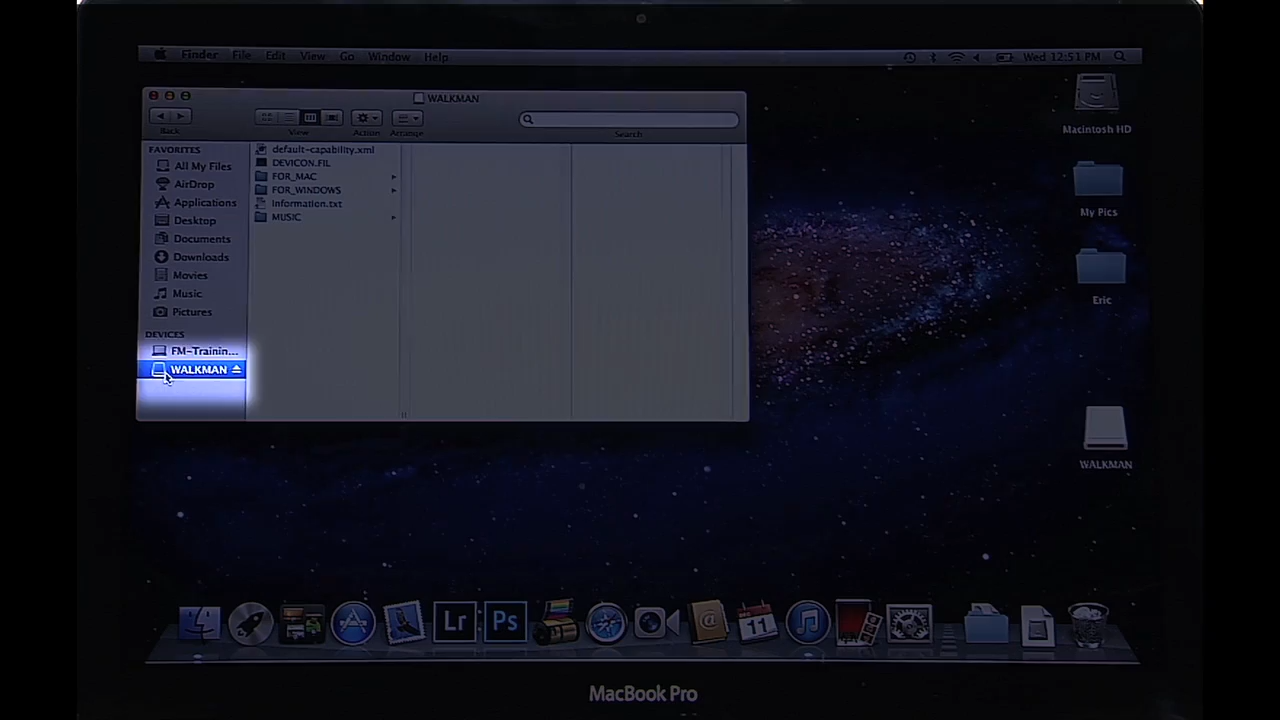 Finder File Edit View Go Window Help
Wed 12:51 PM
WALKMAN
Back
View
Action
Arrange
Search
FAVORITES
All My Files
AirDrop
Applications
Desktop
Documents
Downloads
Movies
Music
Pictures
DEVICES
FM-Trainin...
WALKMAN
default-capability.xml
DEVICON.FIL
FOR_MAC
FOR_WINDOWS
information.txt
MUSIC
Macintosh HD
My Pics
Eric
WALKMAN
Lr
Ps
@
11
MacBook Pro